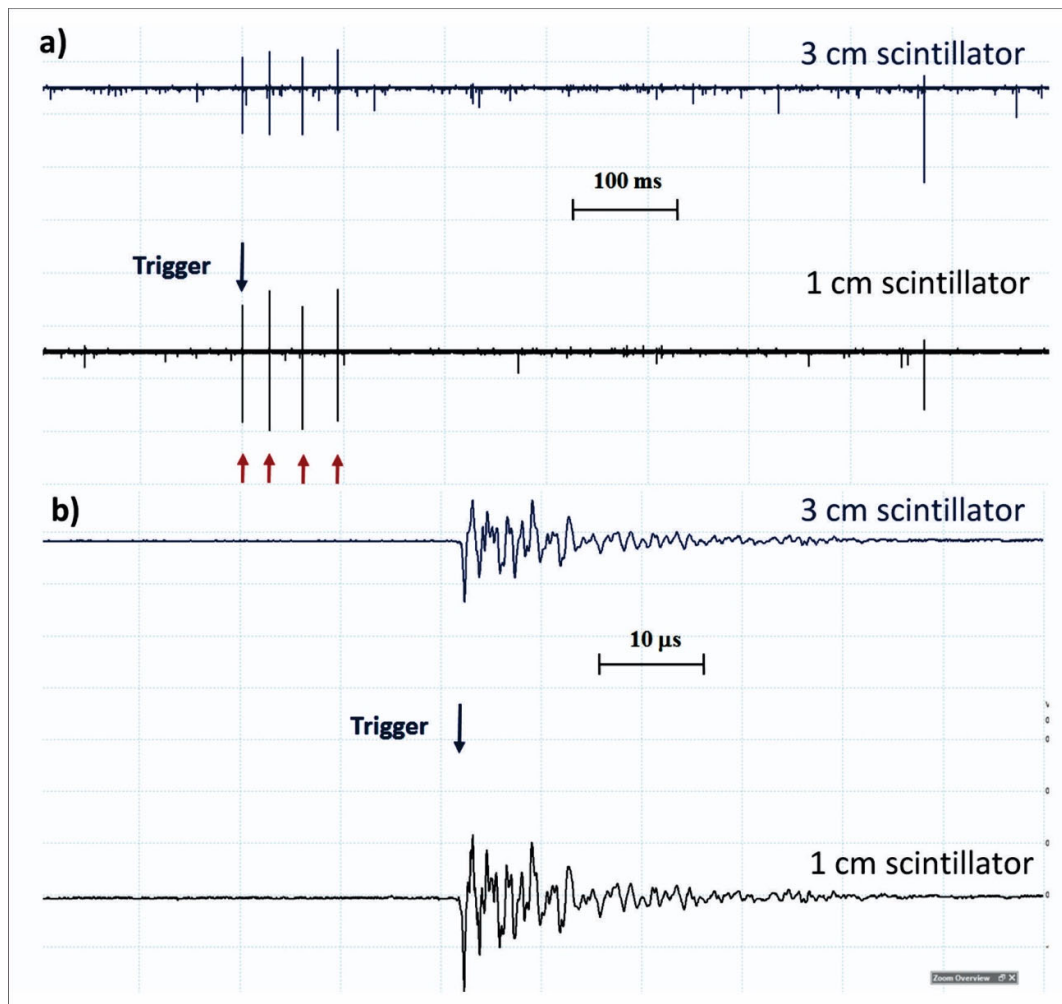 a)
3 cm scintillator
100 ms
Trigger
1 cm scintillator
b)
3 cm scintillator
10 μs
Trigger
1 cm scintillator
Zoom Overview